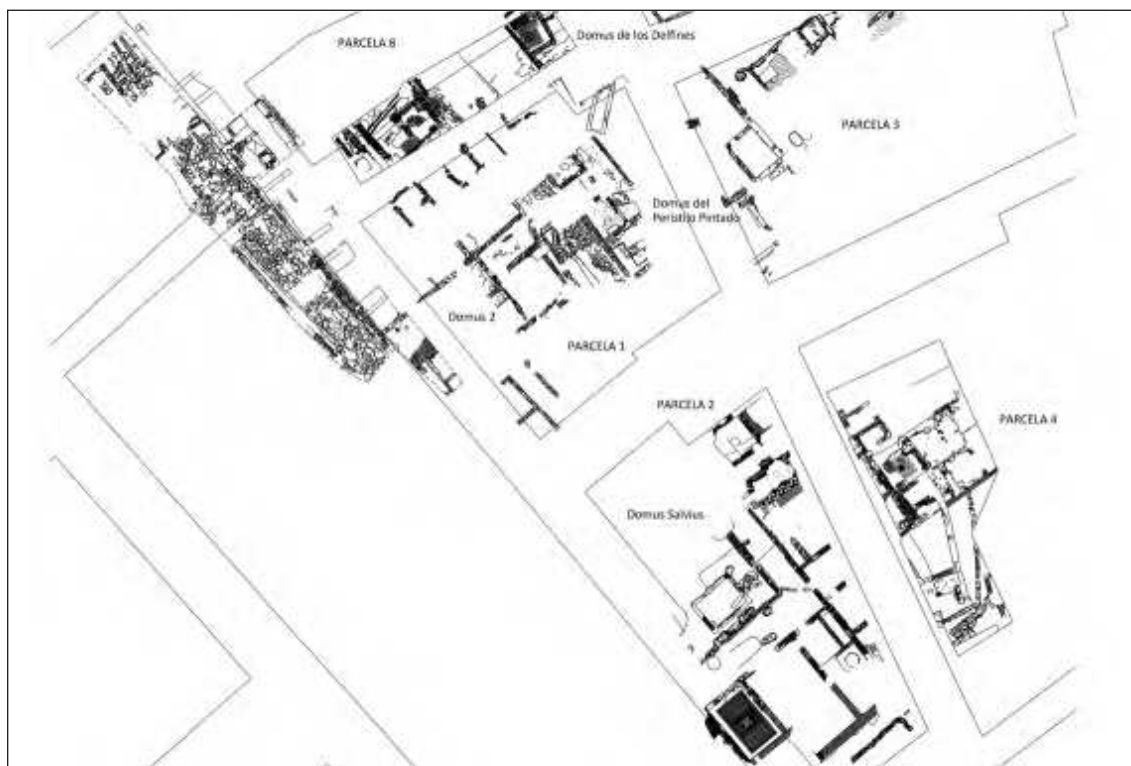 Domus de los Delfines
PARCELA 8
PARCELA 3
Domus del
Peristilo Pintado
Domus 2
PARCELA 1
PARCELA 2
PARCELA 4
Domus Salvius